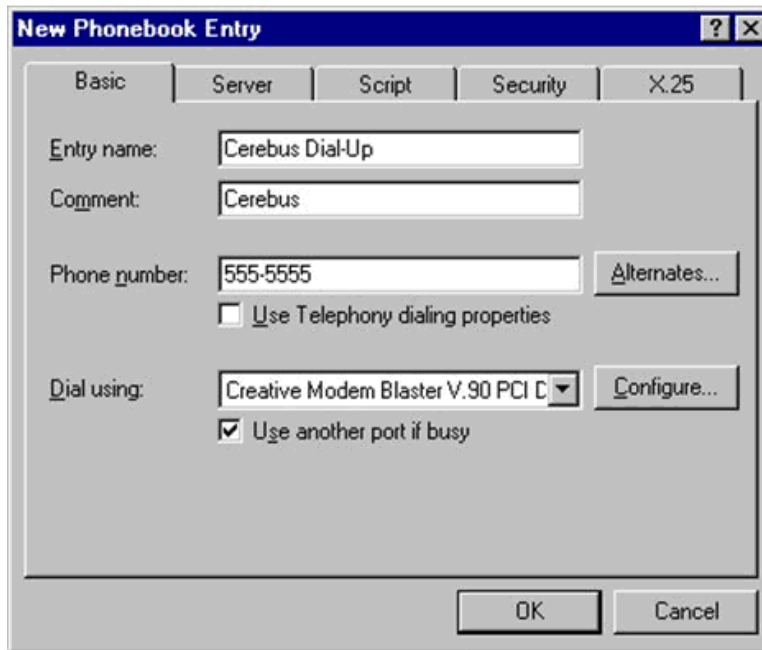 New Phonebook Entry
Basic Server Script Security X.25
Entry name: Cerebus Dial-Up
Comment: Cerebus
Phone number: 555-5555 Alternates...
Use Telephony dialing properties
Dial using: Creative Modem Blaster V.90 PCI D Configure...
Use another port if busy
OK Cancel